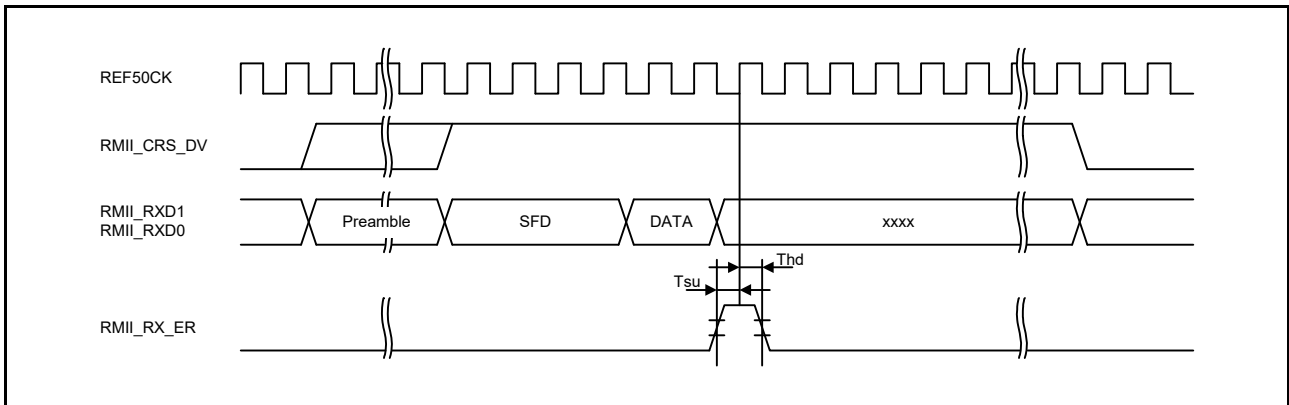 REF50CK
RMII_CRS_DV
RMII_RXD1
RMII_RXD0
Preamble SFD DATA xxxx
Thd
Tsu
RMII_RX_ER